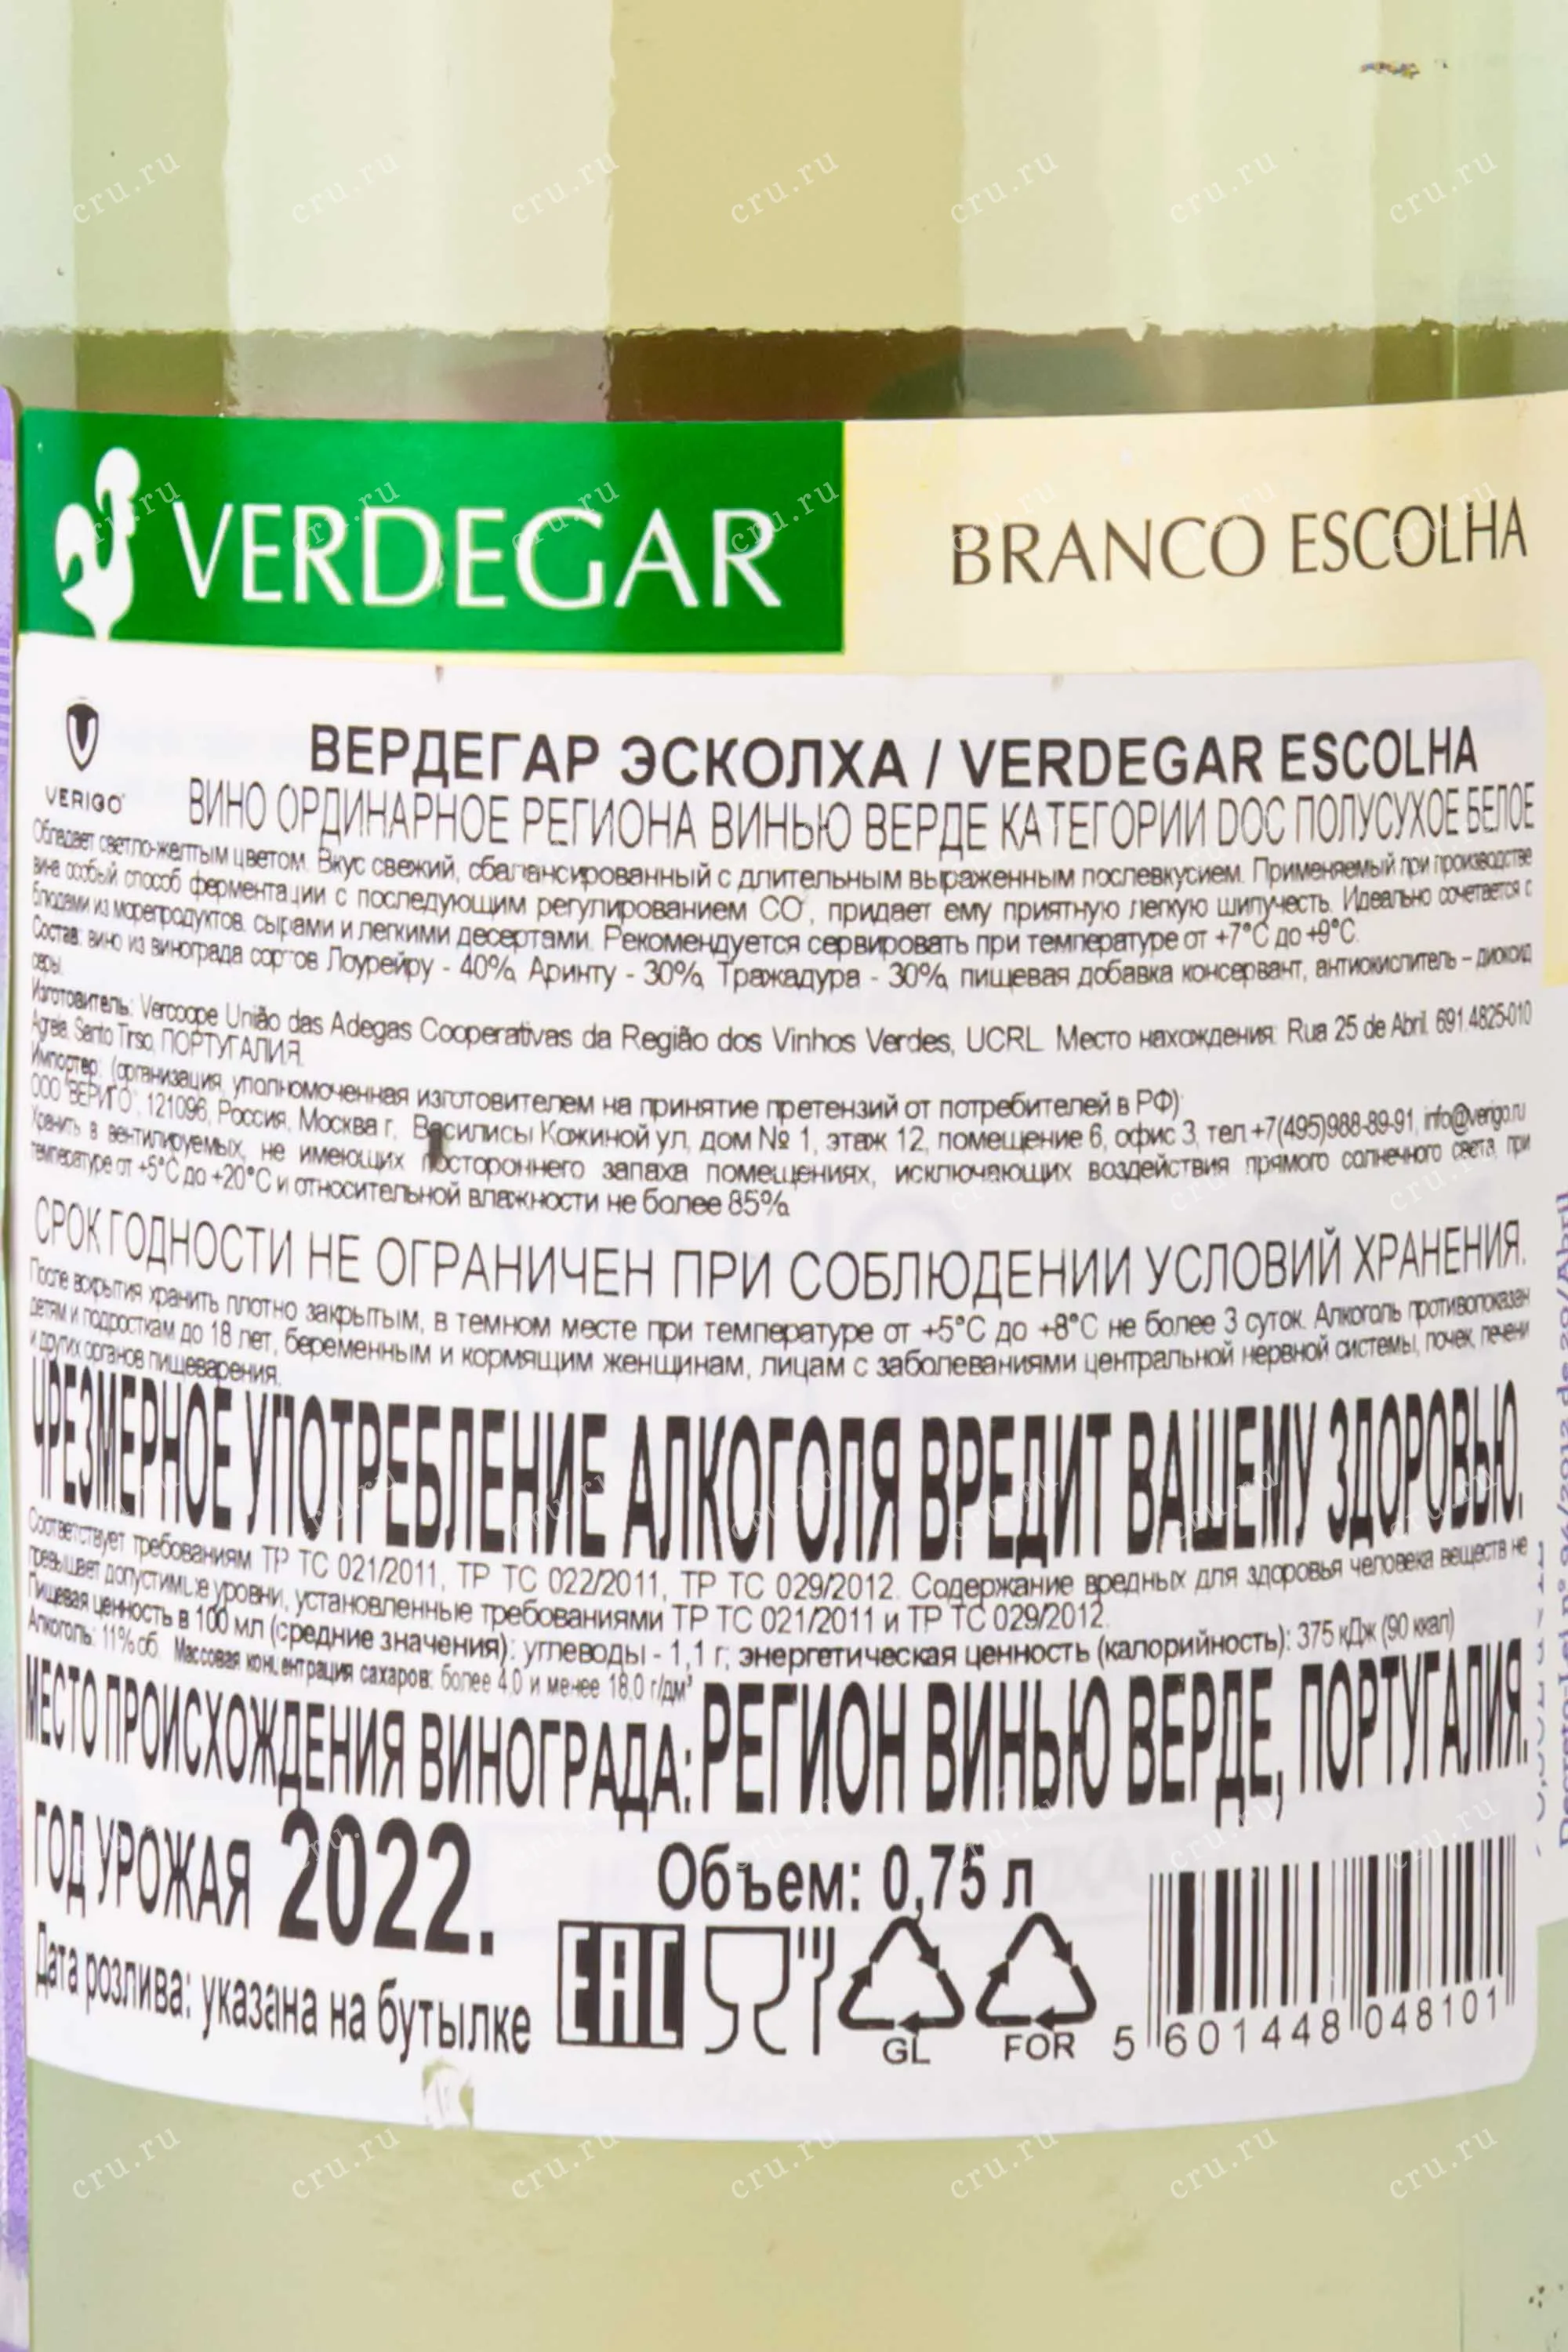 VERDEGAR
BRANCO ESCOLHA
VERIGO
ВЕРДЕГАР ЭСКОЛХА / VERDEGAR ESCOLHA
ВИНО ОРДИНАРНОЕ РЕГИОНА ВИНЬЮ ВЕРДЕ КАТЕГОРИИ DOC ПОЛУСУХОЕ БЕЛОЕ
Обладает светло-желтым цветом. Вкус свежий, сбалансированный с длительным выраженным послевкусием. Применяемый при производстве
вина особый способ ферментации с последующим регулированием CO, придает ему приятную легкую шипучесть. Идеально сочетается с
блюдами из морепродуктов, сырами и легкими десертами. Рекомендуется сервировать при температуре от +7°C до +9°C.
Состав: вино из винограда сортов Лоурейру - 40%, Аринту - 30%, Тражадура - 30%, пищевая добавка консервант, антиокислитель – диоксид
серы.
Изготовитель: Vercoope União das Adegas Cooperativas da Região dos Vinhos Verdes, UCRL. Место нахождения: Rua 25 de Abril, 691 4825-010
Agrela, Santo Tirso, ПОРТУГАЛИЯ.
Импортер: (организация, уполномоченная изготовителем на принятие претензий от потребителей в РФ)
ООО "ВЕРИГО", 121096, Россия, Москва г, Василисы Кожиной ул, дом № 1, этаж 12, помещение 6, офис 3, тел +7(495)988-89-91, info@verigo.ru
Хранить в вентилируемых, не имеющих постороннего запаха помещениях, исключающих воздействия прямого солнечного света, при
температуре от +5°C до +20°C и относительной влажности не более 85%.
СРОК ГОДНОСТИ НЕ ОГРАНИЧЕН ПРИ СОБЛЮДЕНИИ УСЛОВИЙ ХРАНЕНИЯ.
После вскрытия хранить плотно закрытым, в темном месте при температуре от +5°C до +8°C не более 3 суток. Алкоголь противопоказан
детям и подросткам до 18 лет, беременным и кормящим женщинам, лицам с заболеваниями центральной нервной системы, почек, печени
и других органов пищеварения.
ЧРЕЗМЕРНОЕ УПОТРЕБЛЕНИЕ АЛКОГОЛЯ ВРЕДИТ ВАШЕМУ ЗДОРОВЬЮ.
Соответствует требованиям ТР ТС 021/2011, ТР ТС 022/2011, ТР ТС 029/2012. Содержание вредных для здоровья человека веществ не
превышает допустимые уровни, установленные требованиями ТР ТС 021/2011 и ТР ТС 029/2012.
Пищевая ценность в 100 мл (средние значения): углеводы - 1,1 г; энергетическая ценность (калорийность): 375 кДж (90 ккал)
Алкоголь: 11% об. Массовая концентрация сахаров: более 4,0 и менее 18,0 г/дм³
МЕСТО ПРОИСХОЖДЕНИЯ ВИНОГРАДА: РЕГИОН ВИНЬЮ ВЕРДЕ, ПОРТУГАЛИЯ.
ГОД УРОЖАЯ 2022.
Объем: 0,75 л
Дата розлива: указана на бутылке
EAC
GL
FOR
5 601448 048101
cru.ru